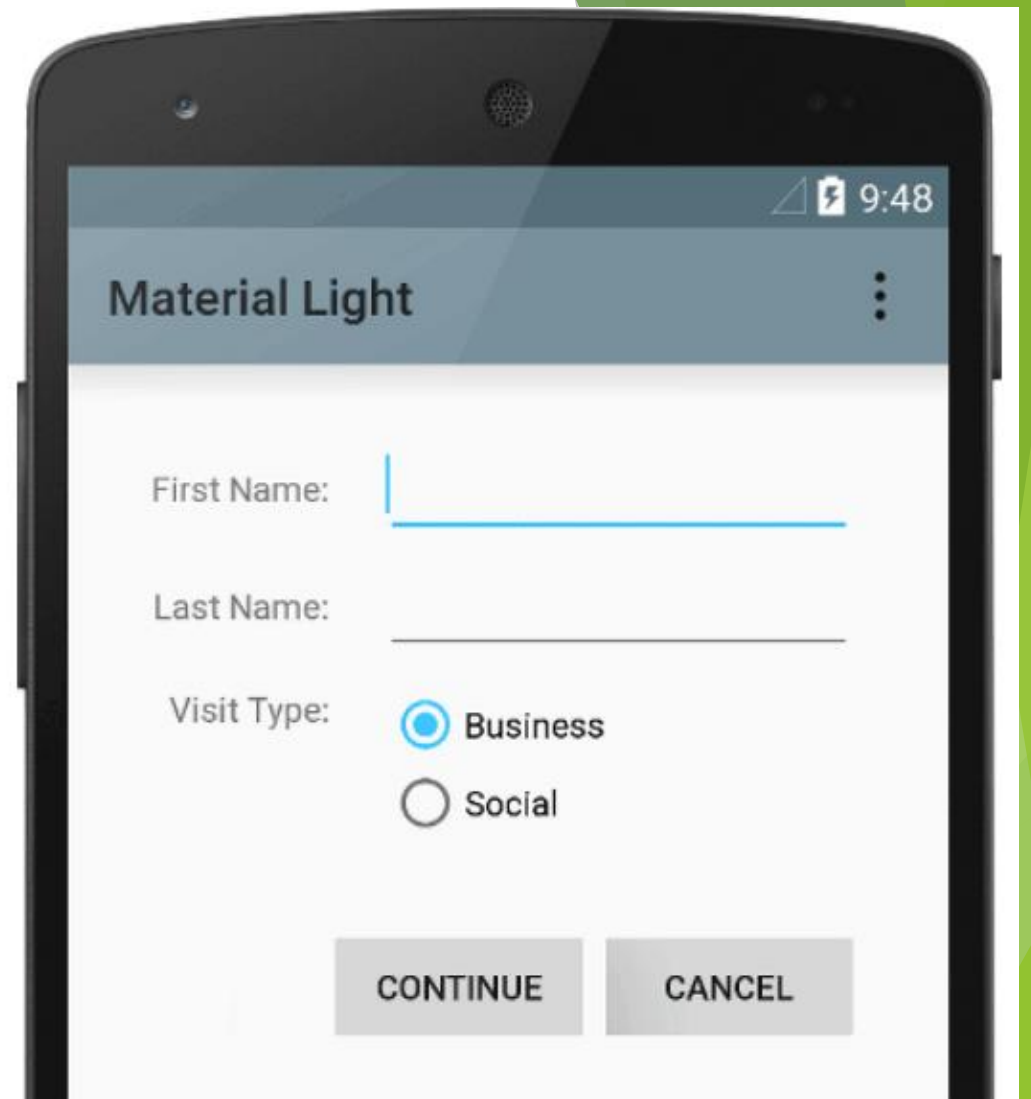 9:48
Material Light
First Name:
Last Name:
Visit Type:
Business
Social
CONTINUE
CANCEL